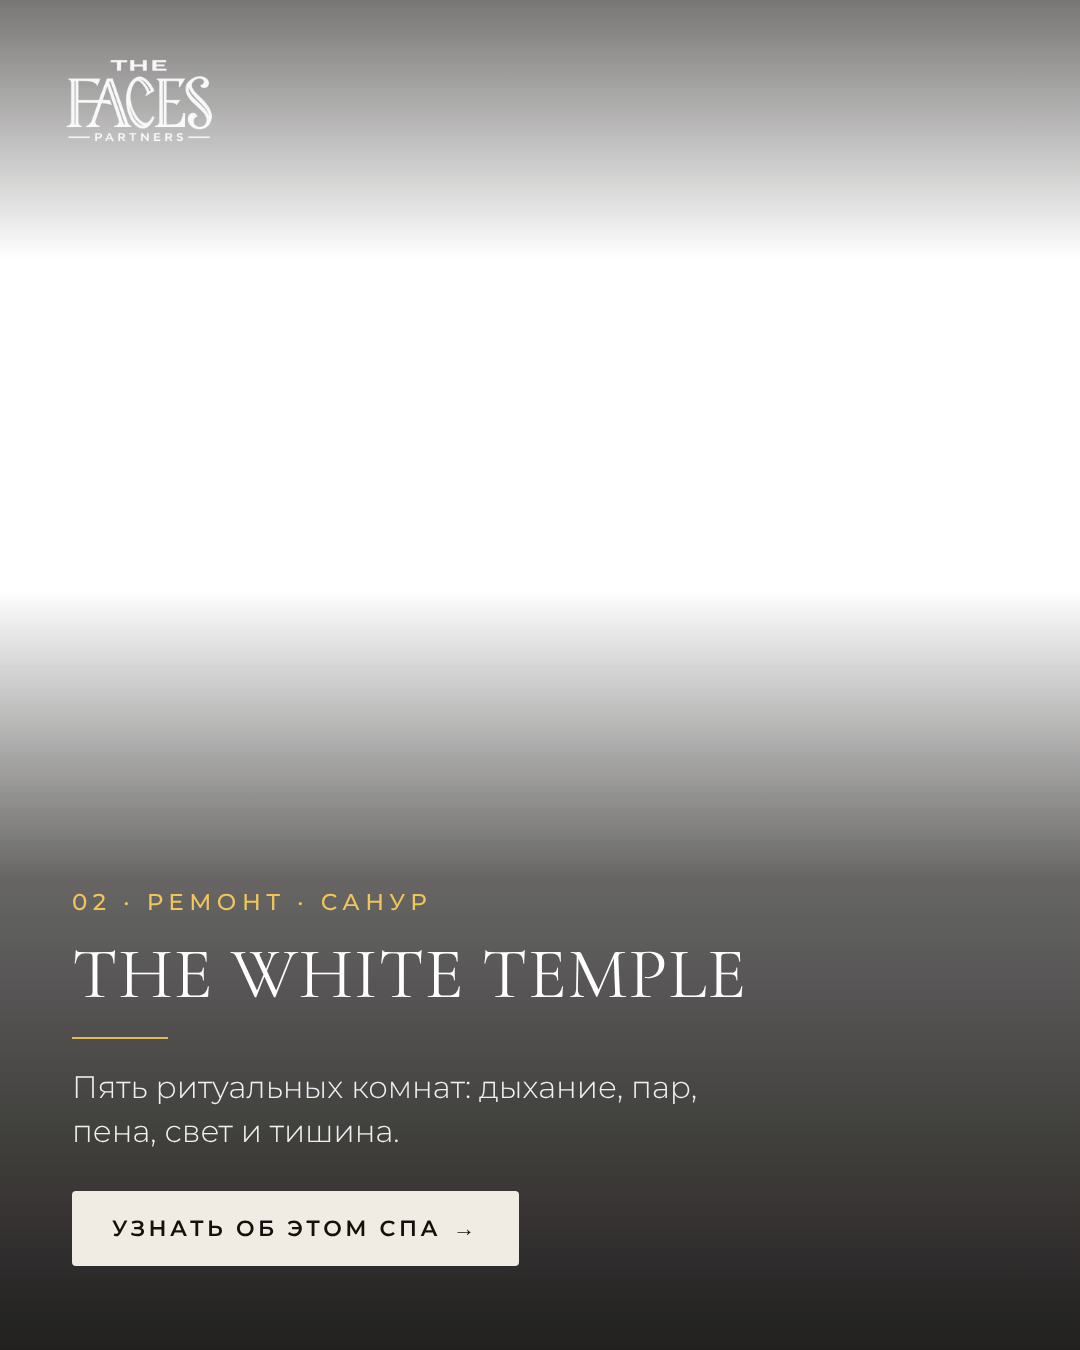 THE
FACES
PARTNERS
02 · РЕМОНТ · САНУР
THE WHITE TEMPLE
Пять ритуальных комнат: дыхание, пар,
пена, свет и тишина.
УЗНАТЬ ОБ ЭТОМ СПА →